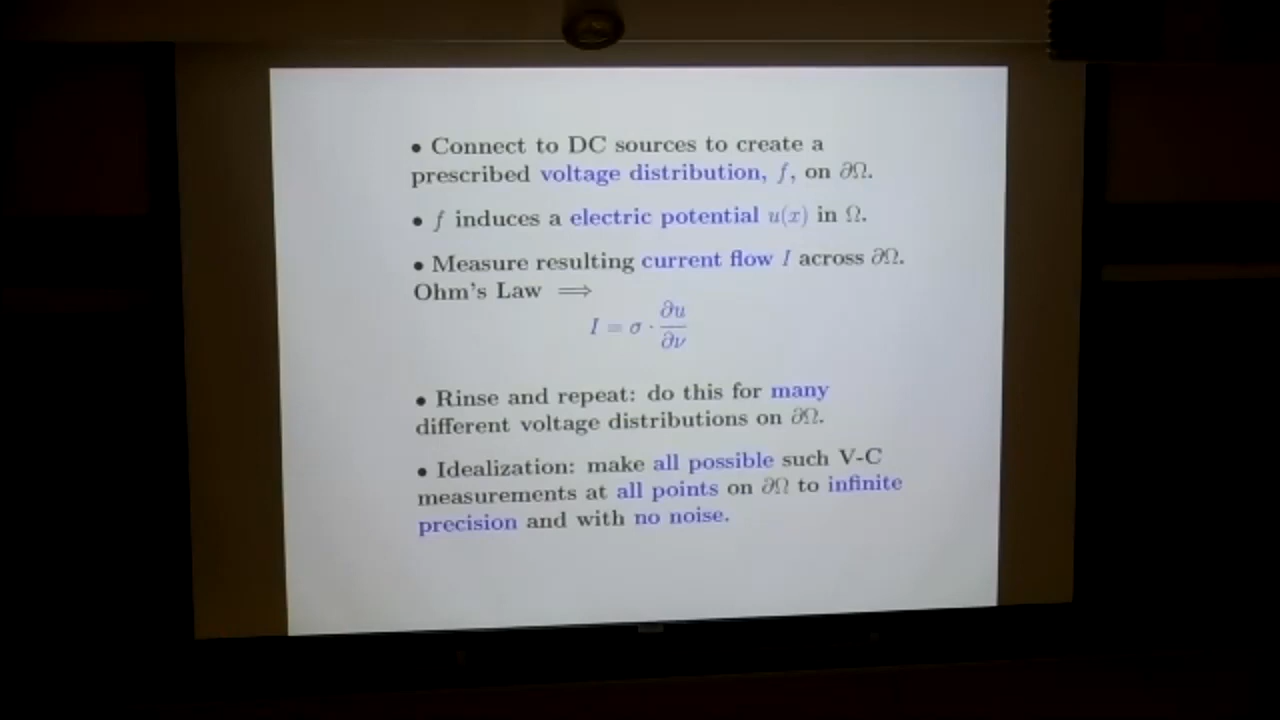 • Connect to DC sources to create a
prescribed voltage distribution, f, on ∂Ω.
• f induces a electric potential u(x) in Ω.
• Measure resulting current flow I across ∂Ω.
Ohm's Law ⟹
I = σ · ∂u/∂ν
• Rinse and repeat: do this for many
different voltage distributions on ∂Ω.
• Idealization: make all possible such V-C
measurements at all points on ∂Ω to infinite
precision and with no noise.